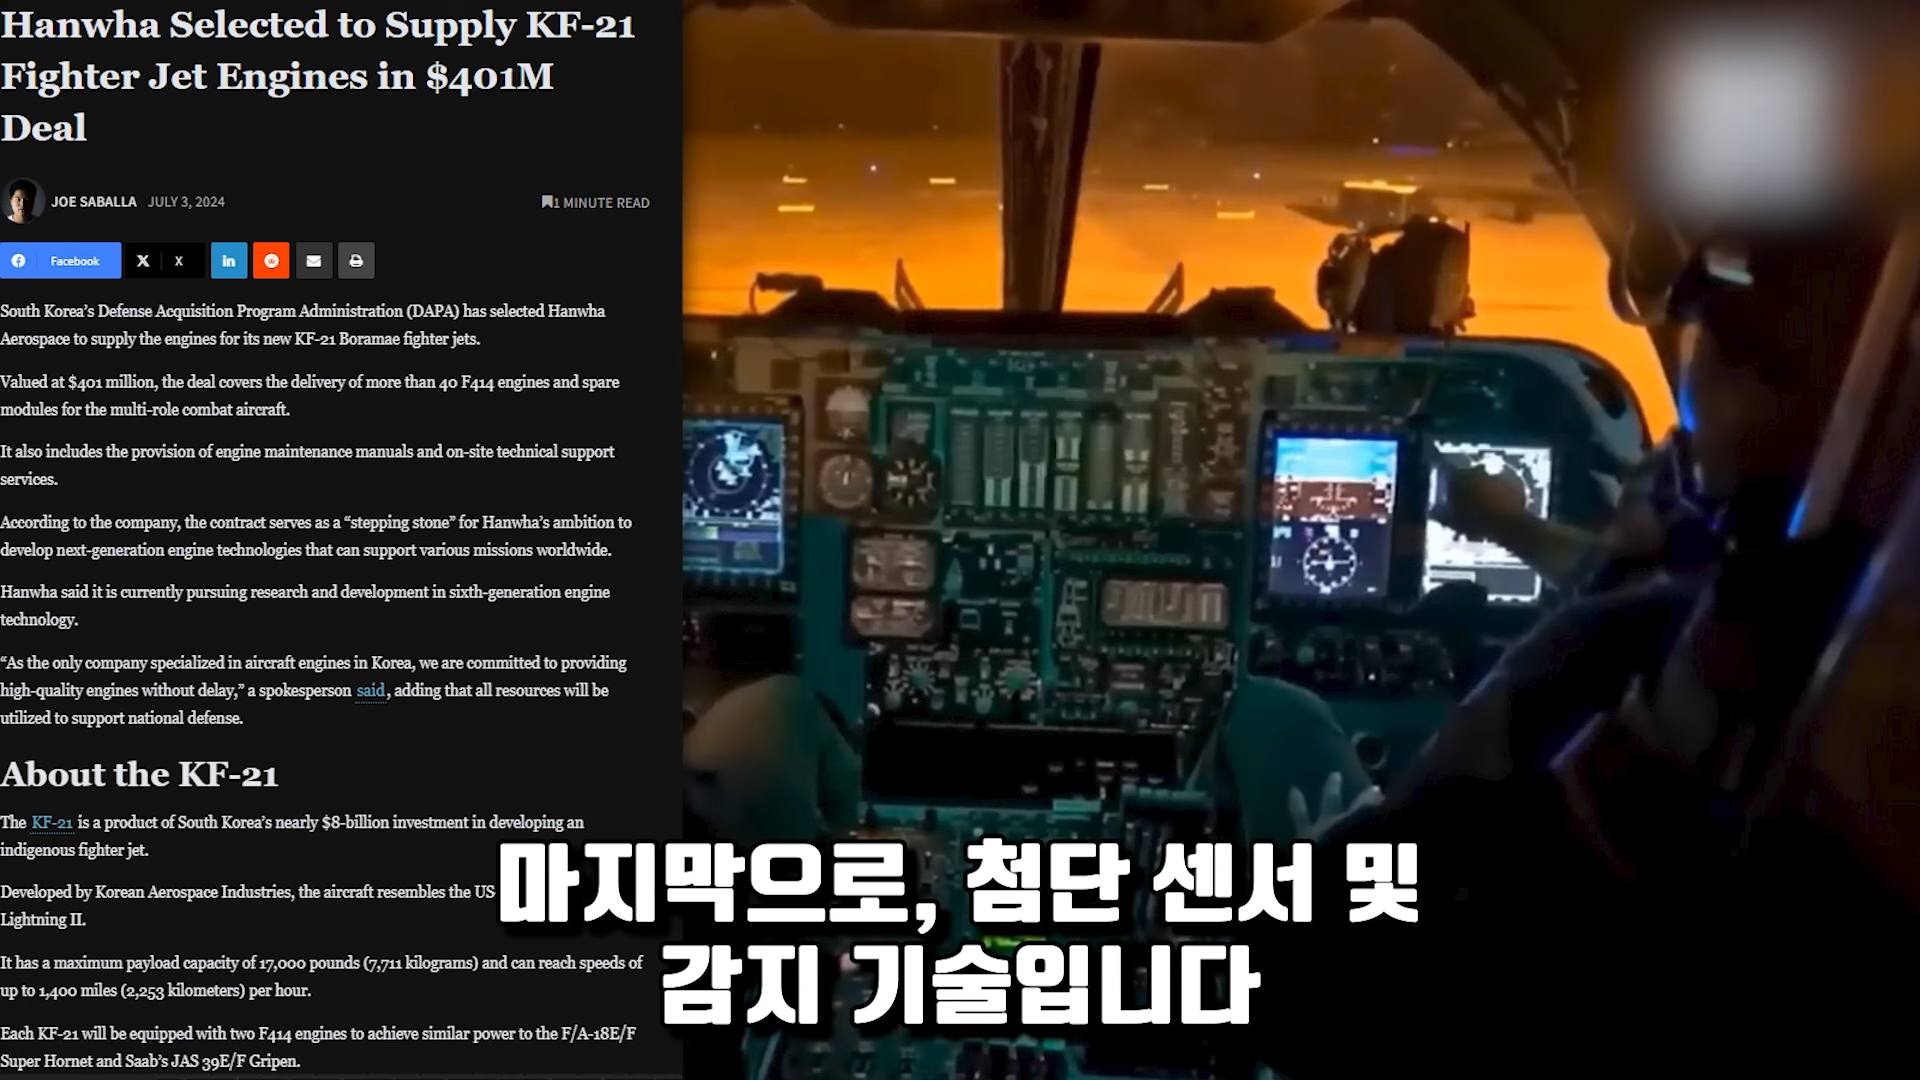 Hanwha Selected to Supply KF-21
Fighter Jet Engines in $401M
Deal
JOE SABALLA JULY 3, 2024
1 MINUTE READ
Facebook
X
in
South Korea's Defense Acquisition Program Administration (DAPA) has selected Hanwha
Aerospace to supply the engines for its new KF-21 Boramae fighter jets.
Valued at $401 million, the deal covers the delivery of more than 40 F414 engines and spare
modules for the multi-role combat aircraft.
It also includes the provision of engine maintenance manuals and on-site technical support
services.
According to the company, the contract serves as a “stepping stone” for Hanwha's ambition to
develop next-generation engine technologies that can support various missions worldwide.
Hanwha said it is currently pursuing research and development in sixth-generation engine
technology.
“As the only company specialized in aircraft engines in Korea, we are committed to providing
high-quality engines without delay,” a spokesperson said, adding that all resources will be
utilized to support national defense.
About the KF-21
The KF-21 is a product of South Korea's nearly $8-billion investment in developing an
indigenous fighter jet.
Developed by Korean Aerospace Industries, the aircraft resembles the US
Lightning II.
It has a maximum payload capacity of 17,000 pounds (7,711 kilograms) and can reach speeds of
up to 1,400 miles (2,253 kilometers) per hour.
Each KF-21 will be equipped with two F414 engines to achieve similar power to the F/A-18E/F
Super Hornet and Saab's JAS 39E/F Gripen.
마지막으로, 첨단 센서 및
감지 기술입니다